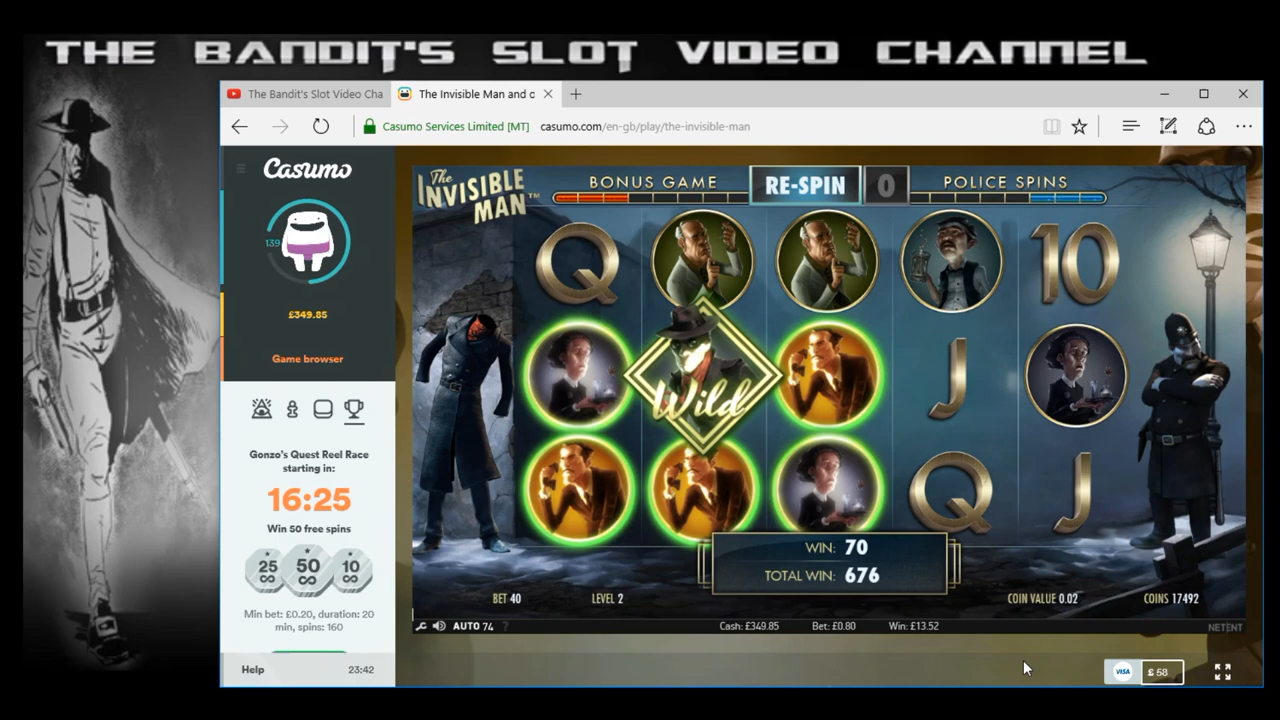 THE BANDIT'S SLOT VIDEO CHANNEL
The Bandit's Slot Video Cha
The Invisible Man and c
Casumo Services Limited [MT]
casumo.com/en-gb/play/the-invisible-man
Casumo
139
£349.85
Game browser
Gonzo's Quest Reel Race
starting in:
16:25
Win 50 free spins
25
50
10
Min bet: £0.20, duration: 20
min, spins: 160
Help
23:42
The
INVISIBLE
MAN™
BONUS GAME
RE-SPIN
0
POLICE SPINS
Q
10
Wild
J
Q
J
WIN: 70
TOTAL WIN: 676
BET 40
LEVEL 2
COIN VALUE 0.02
COINS 17492
AUTO 74
?
Cash: £349.85
Bet: £0.80
Win: £13.52
NETENT
VISA
£ 58